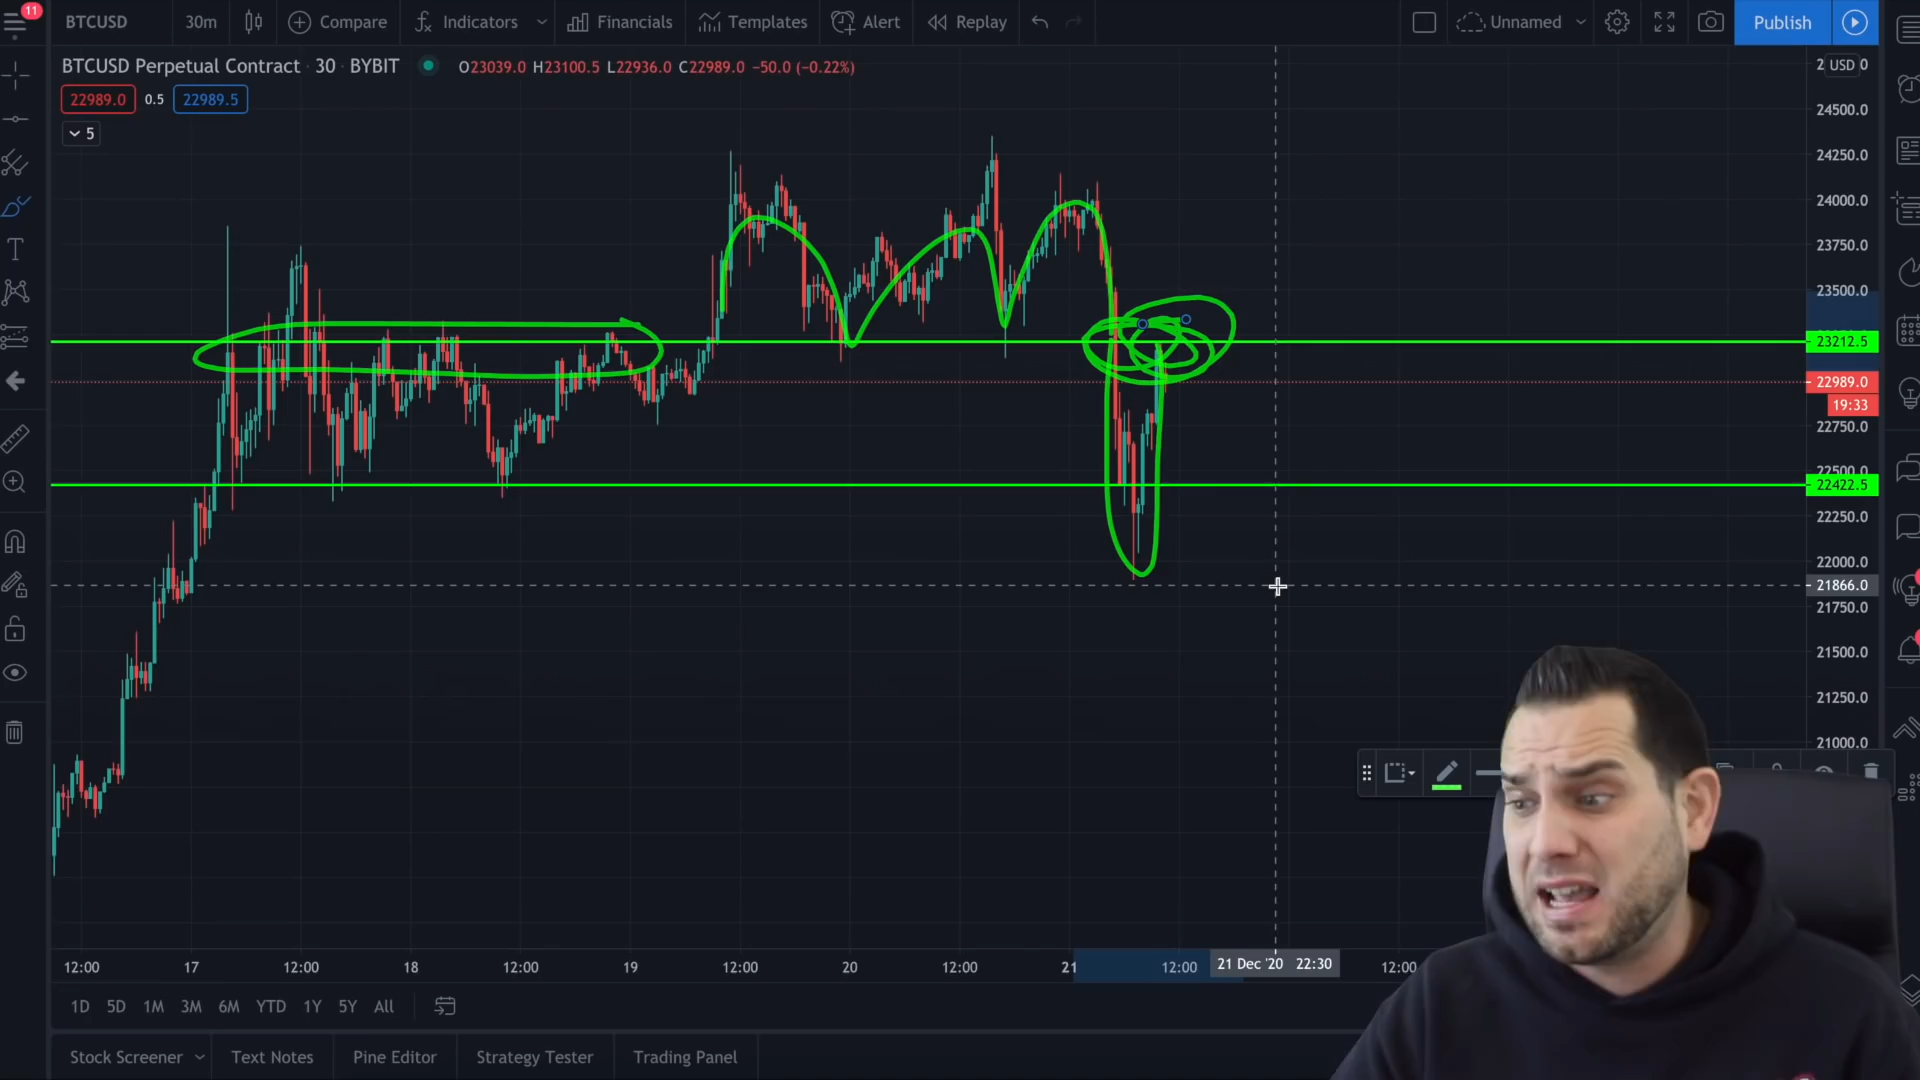 11
BTCUSD 30m Compare Indicators Financials Templates Alert Replay Unnamed Publish
BTCUSD Perpetual Contract · 30 · BYBIT O23039.0 H23100.5 L22936.0 C22989.0 −50.0 (−0.22%)
22989.0 0.5 22989.5
5
USD
24500.0
24250.0
24000.0
23750.0
23500.0
23212.5
22989.0
19:33
22750.0
22500.0
22422.5
22250.0
22000.0
21866.0
21750.0
21500.0
21250.0
21000.0
12:00 17 12:00 18 12:00 19 12:00 20 12:00 21 12:00 21 Dec '20 22:30 12:00
1D 5D 1M 3M 6M YTD 1Y 5Y All
Stock Screener Text Notes Pine Editor Strategy Tester Trading Panel